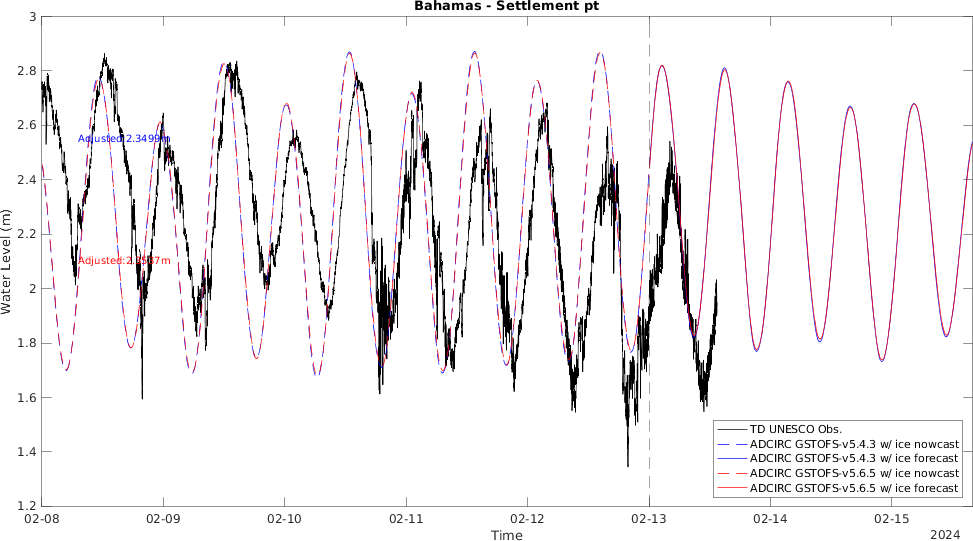 Bahamas - Settlement pt
3
2.8
2.6
2.4
2.2
2
1.8
1.6
1.4
1.2
Water Level (m)
Adjusted:2.3499m
TD UNESCO Obs.
ADCIRC GSTOFS-v5.4.3 w/ ice nowcast
ADCIRC GSTOFS-v5.4.3 w/ ice forecast
ADCIRC GSTOFS-v5.6.5 w/ ice nowcast
ADCIRC GSTOFS-v5.6.5 w/ ice forecast
02-08 02-09 02-10 02-11 02-12 02-13 02-14 02-15
Time
2024